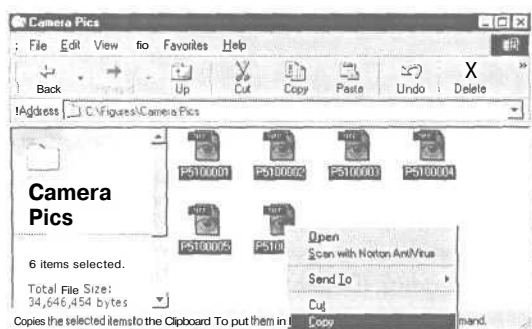 Camera Pics
File Edit View fio Favorites Help
Back Up Cut Copy Paste Undo Delete
!Address C:\Figures\Camera Pics
P5100001 P5100002 P5100003 P5100004
Camera
Pics
P5100005 P5100
6 items selected.
Total File Size:
34,646,454 bytes
Open
Scan with Norton AntiVirus
Send To
Cut
Copy
Copies the selected items to the Clipboard To put them in mand.